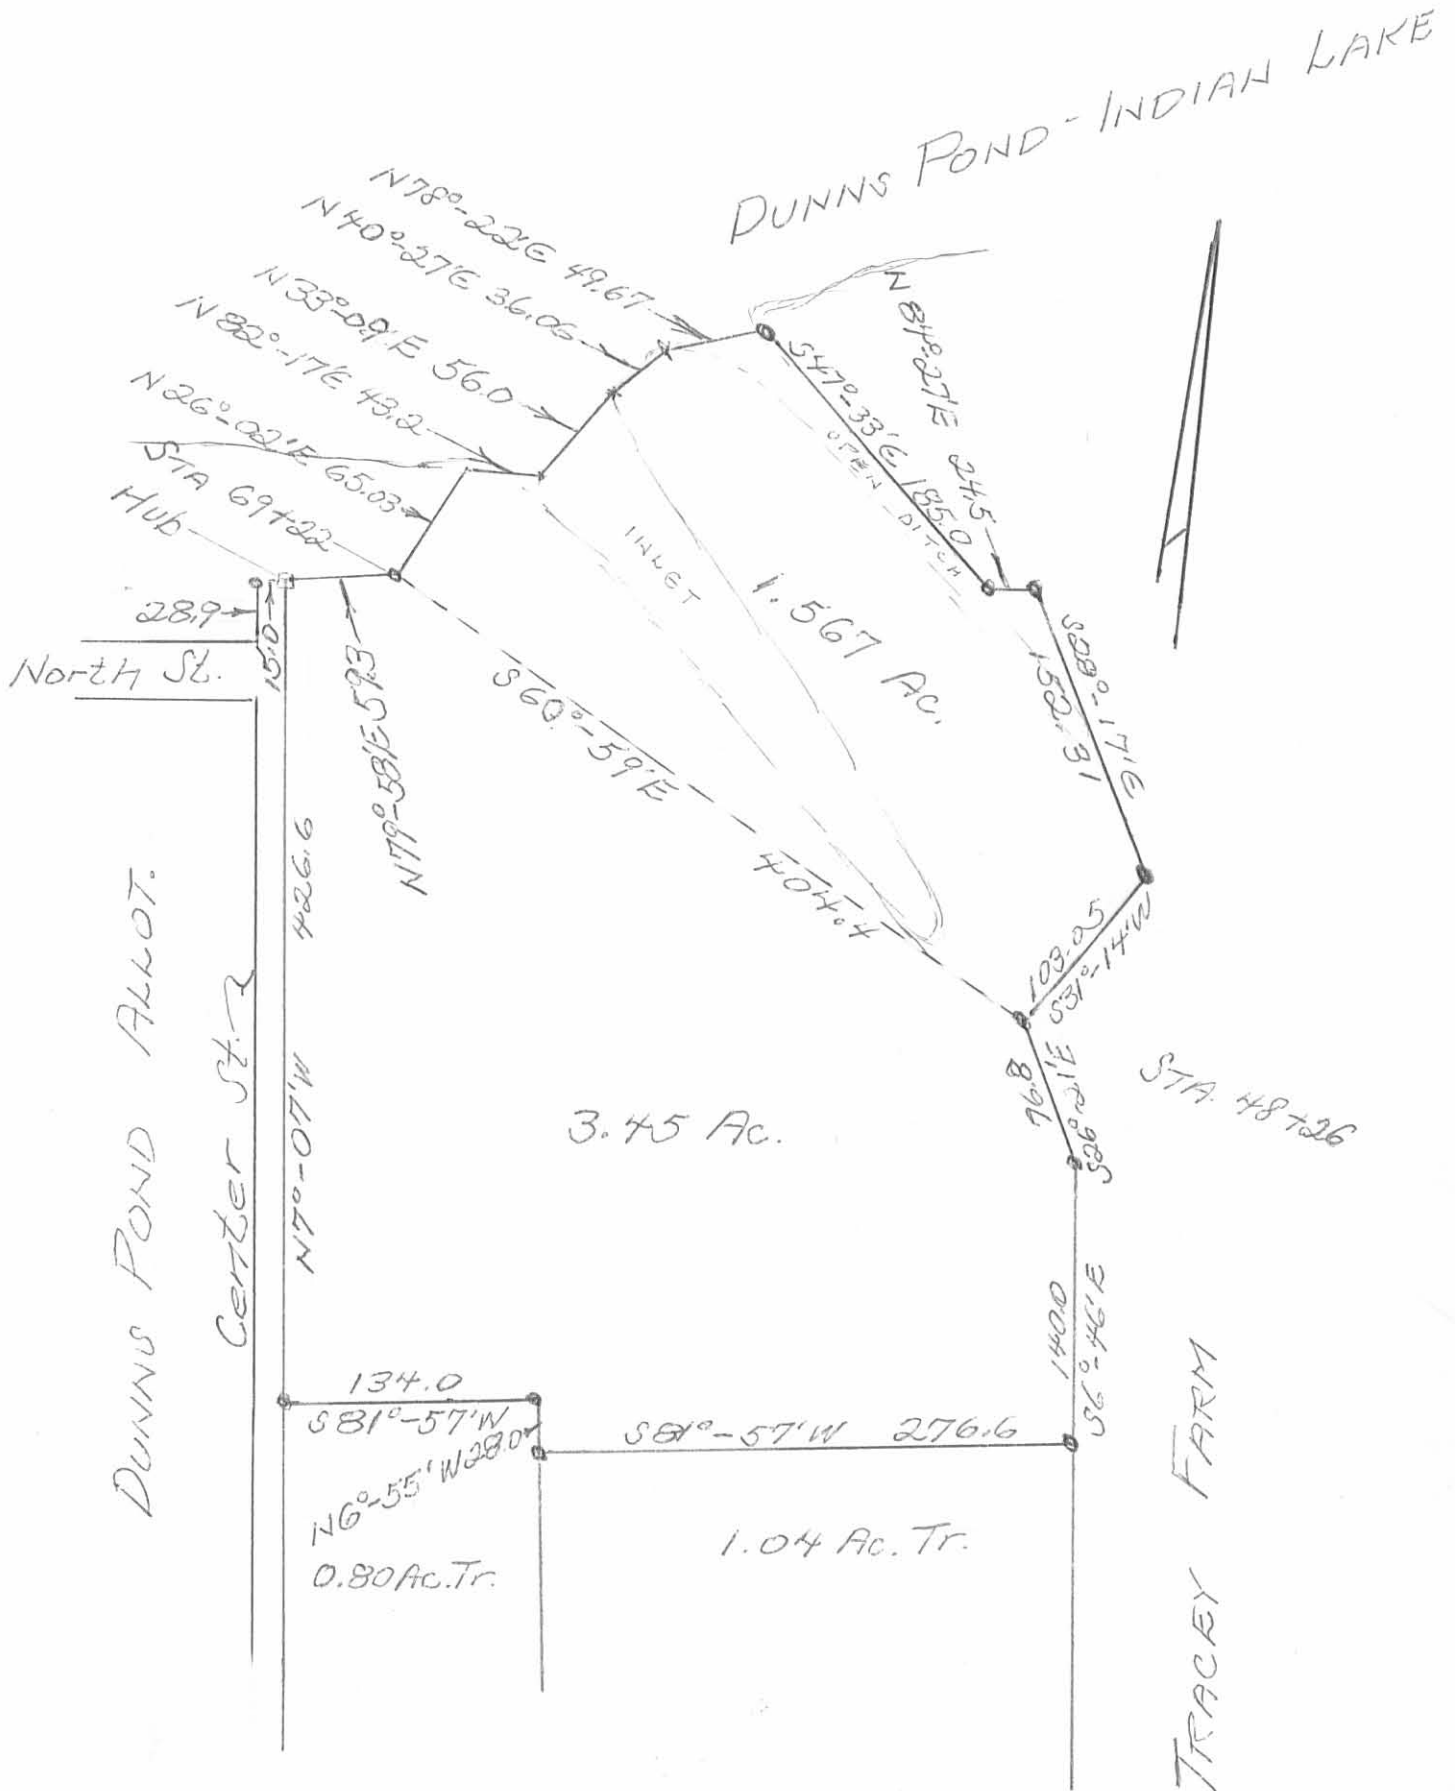 DUNNS POND - INDIAN LAKE
N78°-22'E 49.67
N40°-27'E 36.06
N33°-09'E 56.0
N82°-17'E 43.2
N26°-02'E 65.03
STA 69+22
Hub
N84°-27'E 24.5
S47°-33'E 185.0
OPEN DITCH
INLET
1.567 AC.
28.9
15.0
North St.
N79°-58'E 59.3
S60°-59'E 404.4
S28°-17'E
152.31
103.05
S31°-14'W
426.6
N7°-07'W
DUNNS POND ALLOT.
Center St.
3.45 Ac.
96.8
S26°-21'E
STA. 48+26
140.0
S6°-46'E
134.0
S81°-57'W
N6°-55'W 28.0
S81°-57'W 276.6
0.80 Ac. Tr.
1.04 Ac. Tr.
TRACEY FARM